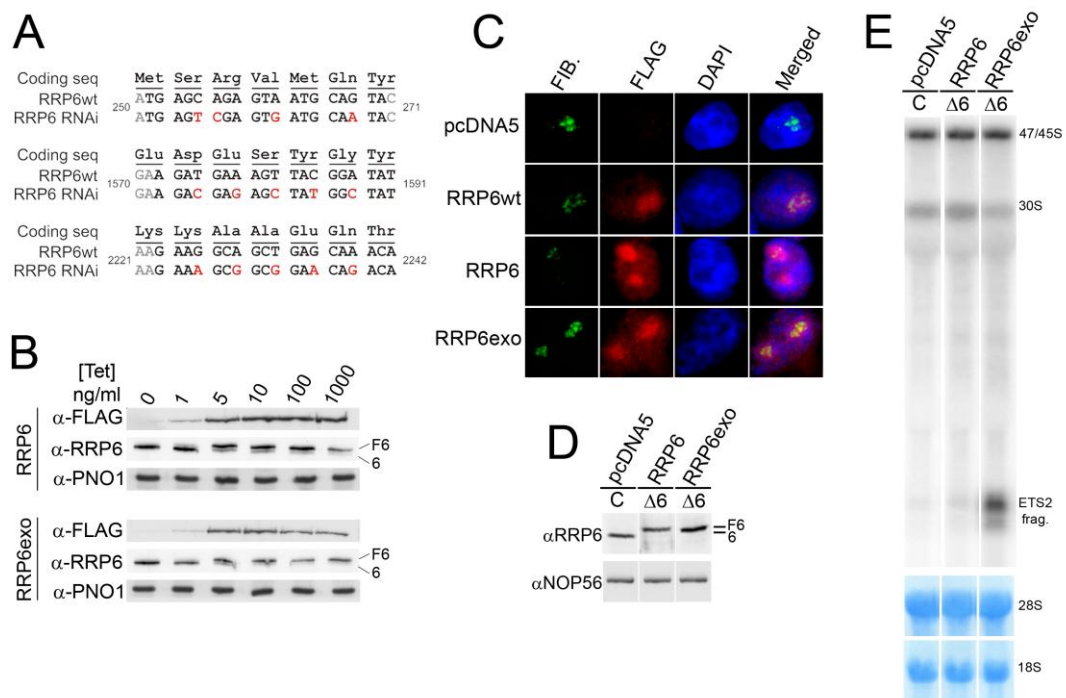 A
Coding seq Met Ser Arg Val Met Gln Tyr
RRP6wt 250 ATG AGC AGA GTA ATG CAG TAC 271
RRP6 RNAi ATG AGT CGA GTG ATG CAA TAC
Coding seq Glu Asp Glu Ser Tyr Gly Tyr
RRP6wt 1570 GAA GAT GAA AGT TAC GGA TAT 1591
RRP6 RNAi GAA GAC GAG AGC TAT GGC TAT
Coding seq Lys Lys Ala Ala Glu Gln Thr
RRP6wt 2221 AAG AAG GCA GCT GAG CAA ACA 2242
RRP6 RNAi AAG AAA GCG GCG GAA CAG ACA
B
[Tet]
ng/ml 0 1 5 10 100 1000
RRP6
α-FLAG
α-RRP6 F6
6
α-PNO1
RRP6exo
α-FLAG
α-RRP6 F6
6
α-PNO1
C
FIB. FLAG DAPI Merged
pcDNA5
RRP6wt
RRP6
RRP6exo
D
pcDNA5 RRP6 RRP6exo
C Δ6 Δ6
αRRP6 F6
6
αNOP56
E
pcDNA5 RRP6 RRP6exo
C Δ6 Δ6
47/45S
30S
ETS2
frag.
28S
18S